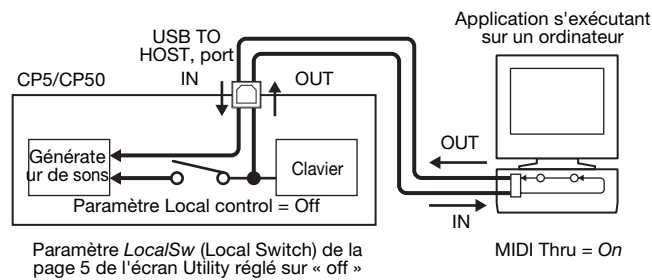 Application s'exécutant
sur un ordinateur
USB TO
HOST, port
IN
OUT
CP5/CP50
Générate
ur de sons
Clavier
Paramètre Local control = Off
OUT
IN
Paramètre LocalSw (Local Switch) de la
page 5 de l'écran Utility réglé sur « off »
MIDI Thru = On